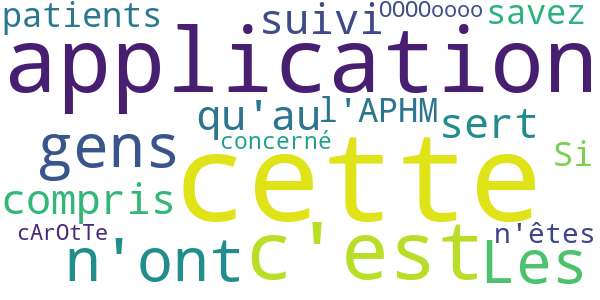 patients suivi OOOOoooo savez
application
qu'au l'APHM sert
gens concerné Si
cette
compris
cArOtTe n'êtes
n'ont c'est Les